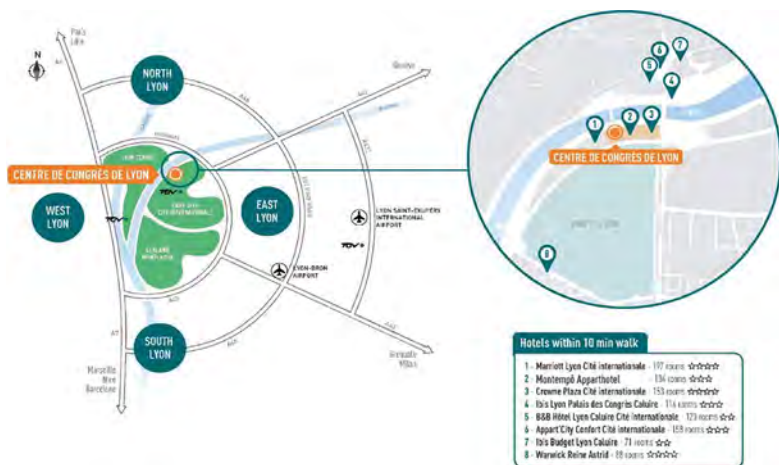 Paris
Lille
N
NORTH
LYON
Genève
CENTRE DE CONGRÈS DE LYON
WEST
LYON
EAST
LYON
LYON SAINT-EXUPÉRY
INTERNATIONAL
AIRPORT
LYON-BRON
AIRPORT
SOUTH
LYON
Marseille
Nice
Barcelone
Grenoble
Milan
1
2
3
4
5
6
7
8
CENTRE DE CONGRÈS DE LYON
Hotels within 10 min walk
1 - Marriott Lyon Cité internationale - 197 rooms ☆☆☆☆
2 - Montempô Apparthotel - 134 rooms ☆☆☆
3 - Crowne Plaza Cité internationale - 153 rooms ☆☆☆☆
4 - Ibis Lyon Palais des Congrès Caluire - 114 rooms ☆☆☆
5 - B&B Hôtel Lyon Caluire Cité Internationale - 123 rooms ☆☆
6 - Appart'City Confort Cité internationale - 159 rooms ☆☆☆
7 - Ibis Budget Lyon Caluire - 71 rooms ☆☆
8 - Warwick Reine Astrid - 88 rooms ☆☆☆☆